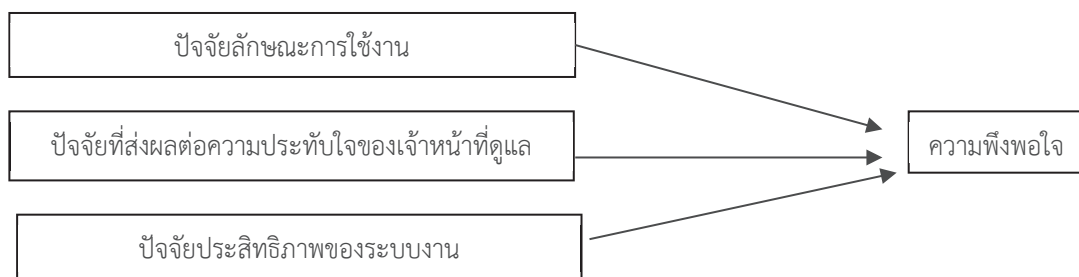 ปัจจัยลักษณะการใช้งาน
ปัจจัยที่ส่งผลต่อความประทับใจของเจ้าหน้าที่ดูแล
ความพึงพอใจ
ปัจจัยประสิทธิภาพของระบบงาน